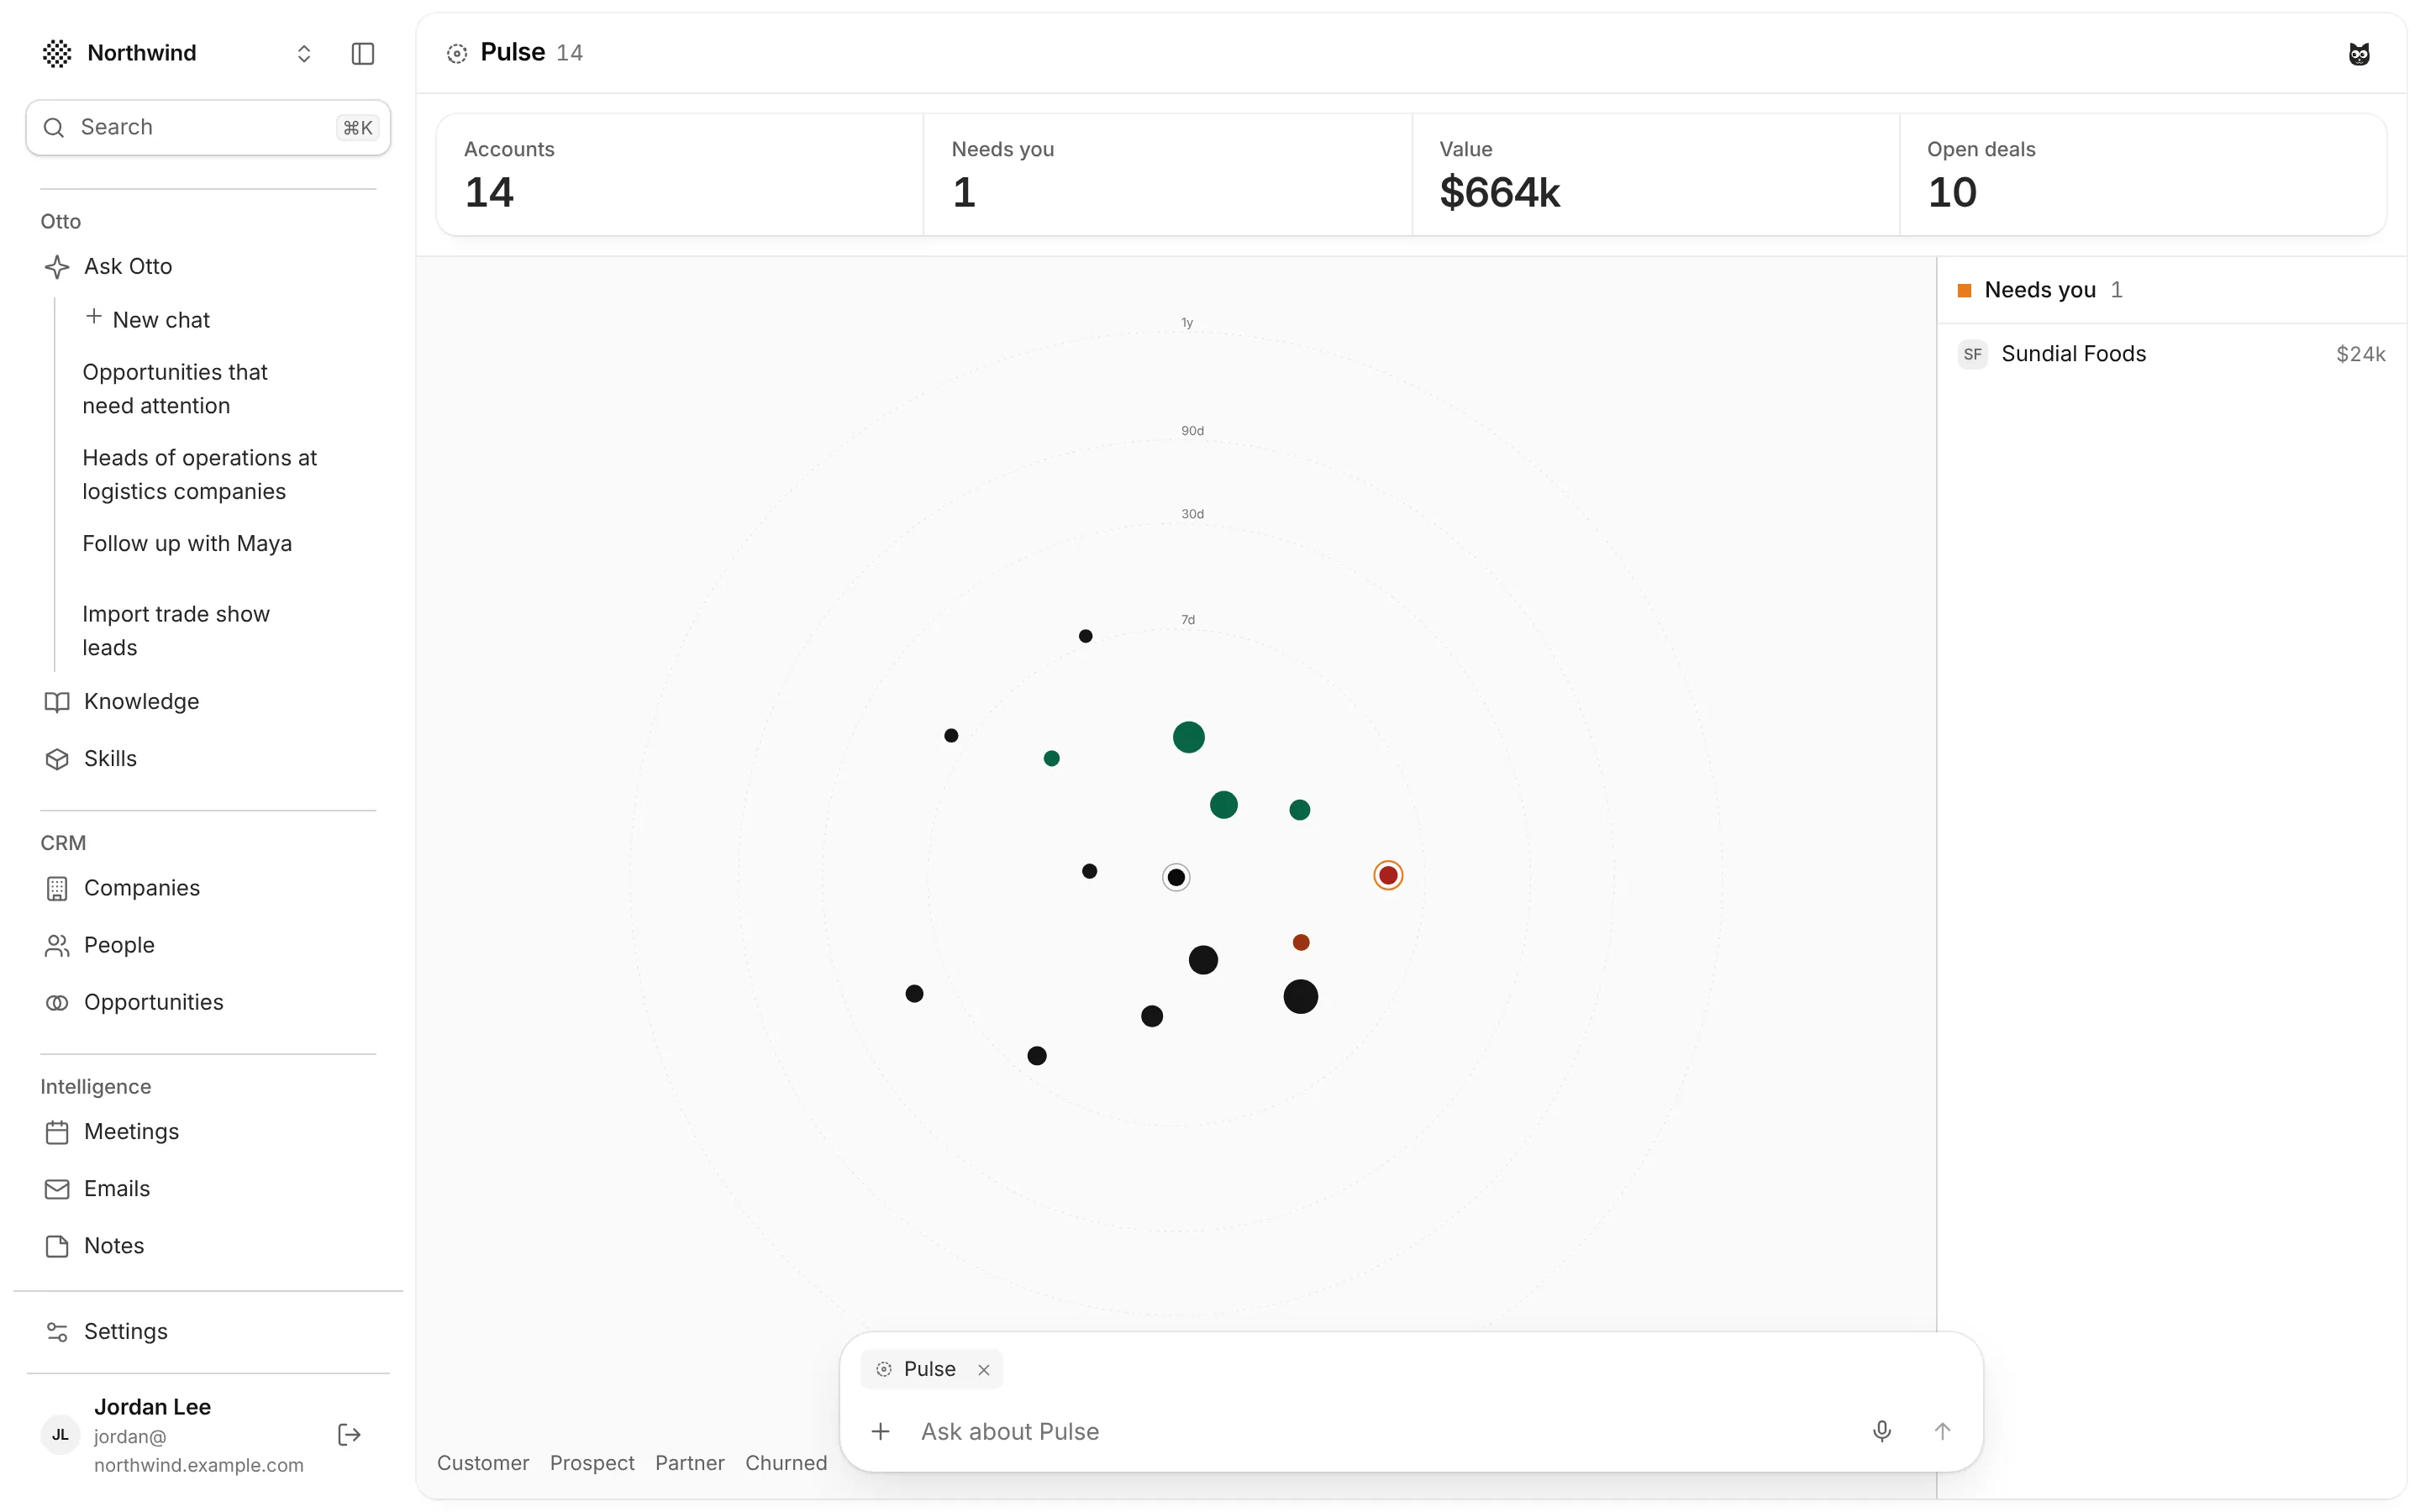 Northwind
Search
⌘K
Otto
Ask Otto
New chat
Opportunities that
need attention
Heads of operations at
logistics companies
Follow up with Maya
Import trade show
leads
Knowledge
Skills
CRM
Companies
People
Opportunities
Intelligence
Meetings
Emails
Notes
Settings
JL
Jordan Lee
jordan@
northwind.example.com
Pulse 14
Accounts
14
Needs you
1
Value
$664k
Open deals
10
1y
90d
30d
7d
Customer Prospect Partner Churned
Needs you 1
SF Sundial Foods $24k
Pulse
Ask about Pulse